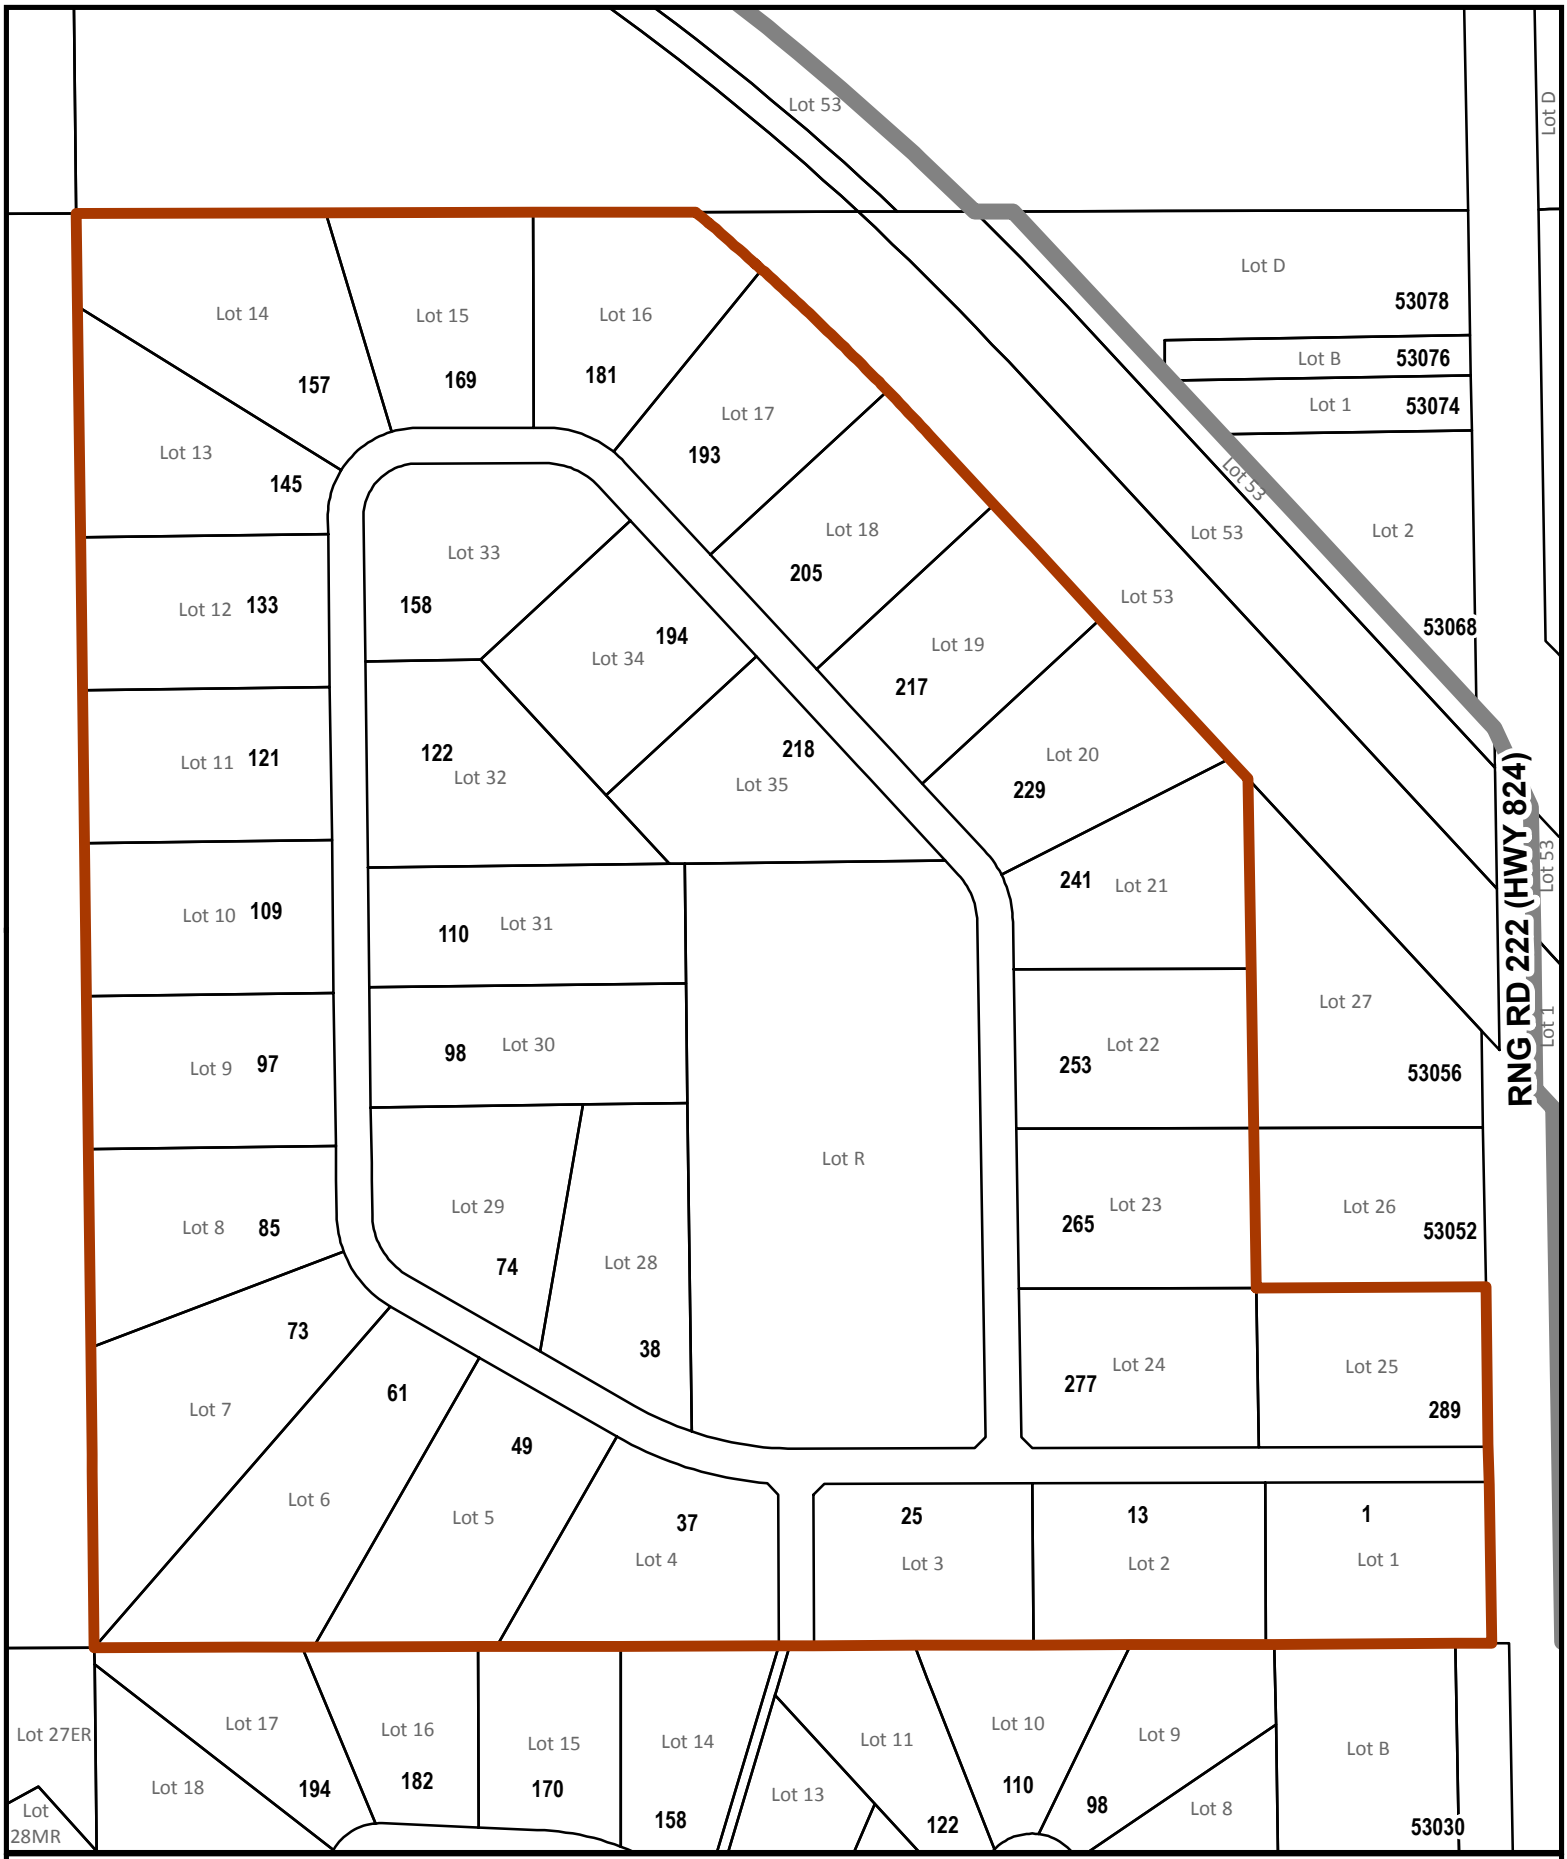 Lot 53
Lot D
Lot D
53078
Lot B
53076
Lot 1
53074
Lot 53
Lot 2
53068
Lot 53
Lot 53
Lot 14
157
Lot 15
169
Lot 16
181
Lot 17
193
Lot 13
145
Lot 18
205
Lot 33
158
Lot 12
133
Lot 34
194
Lot 19
217
Lot 11
121
122
Lot 32
218
Lot 35
Lot 20
229
241
Lot 21
RNG RD 222 (HWY 824)
Lot 53
Lot 1
Lot 10
109
110
Lot 31
Lot 27
53056
Lot 9
97
98
Lot 30
Lot 22
253
Lot R
Lot 8
85
Lot 29
74
Lot 28
38
Lot 23
265
Lot 26
53052
73
Lot 7
61
49
Lot 24
277
Lot 25
289
Lot 6
Lot 5
37
Lot 4
25
Lot 3
13
Lot 2
1
Lot 1
Lot 27ER
Lot
28MR
Lot 17
194
Lot 18
Lot 16
182
Lot 15
170
Lot 14
158
Lot 13
Lot 11
122
Lot 10
110
Lot 9
98
Lot 8
Lot B
53030